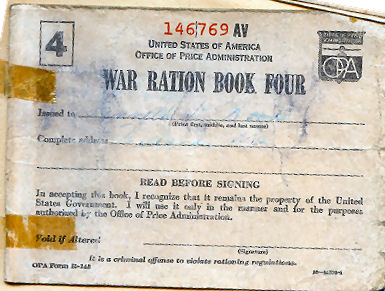 146769 AV
4
UNITED STATES OF AMERICA
OFFICE OF PRICE ADMINISTRATION
OPA
WAR RATION BOOK FOUR
Issued to
(Print first, middle, and last names)
Complete address
READ BEFORE SIGNING
In accepting this book, I recognize that it remains the property of the United
States Government. I will use it only in the manner and for the purposes
authorized by the Office of Price Administration.
Void if Altered
(Signature)
It is a criminal offense to violate rationing regulations.
OPA Form R-145